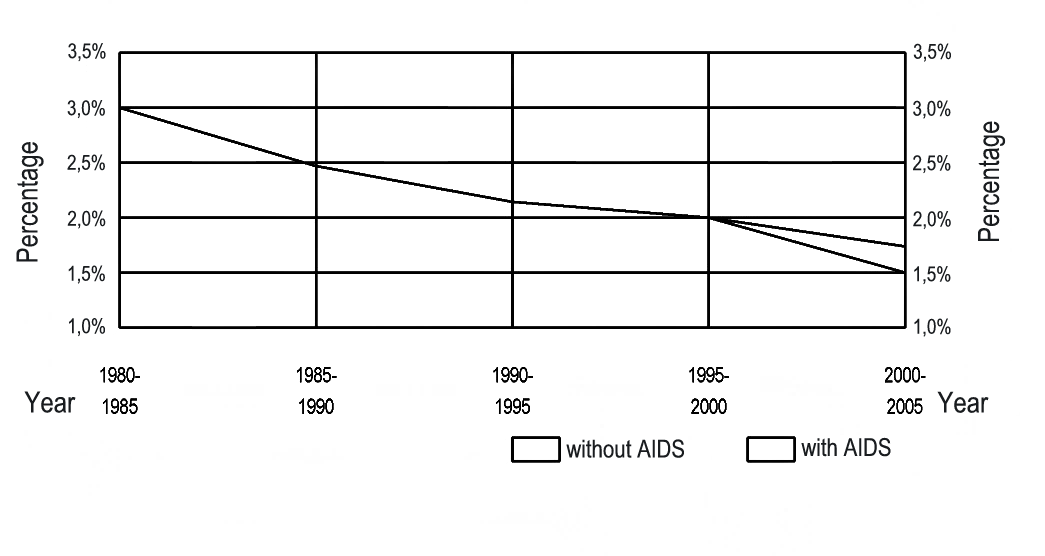 3,5% 3,5%
3,0% 3,0%
2,5% 2,5%
2,0% 2,0%
1,5% 1,5%
1,0% 1,0%
Percentage
Percentage
1980- 1985- 1990- 1995- 2000-
Year 1985 1990 1995 2000 2005 Year
without AIDS with AIDS